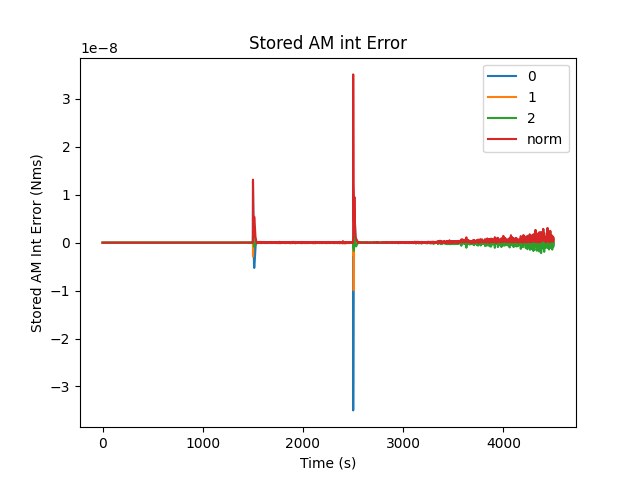 Stored AM int Error
1e−8
3
2
1
0
−1
−2
−3
Stored AM Int Error (Nms)
0
1
2
norm
0 1000 2000 3000 4000
Time (s)